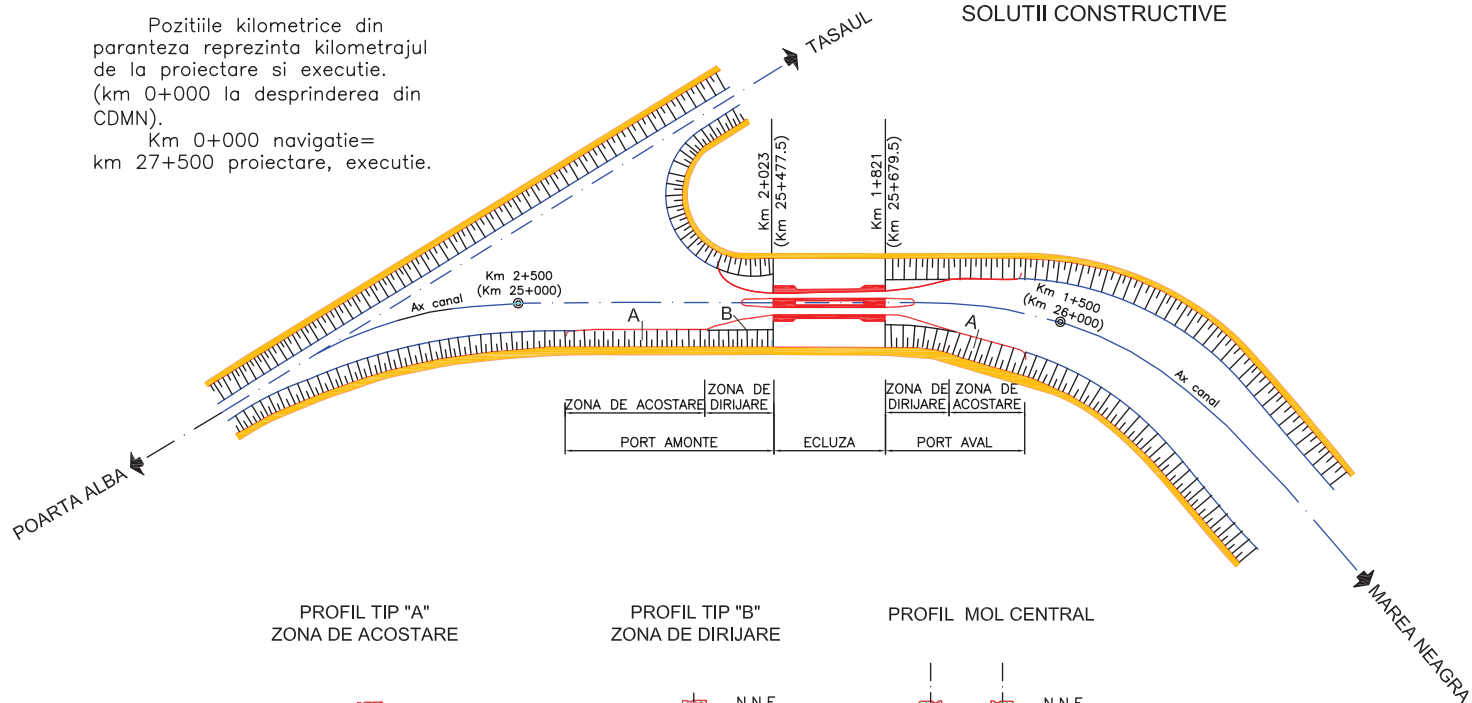 Pozitiile kilometrice din
paranteza reprezinta kilometrajul
de la proiectare si executie.
(km 0+000 la desprinderea din
CDMN).
Km 0+000 navigatie=
km 27+500 proiectare, executie.
SOLUTII CONSTRUCTIVE
TASAUL
Km 2+023
(Km 25+477.5)
Km 1+821
(Km 25+679.5)
Km 2+500
(Km 25+000)
Ax canal
Km 1+500
(Km 26+000)
A
B
A
Ax canal
ZONA DE ACOSTARE
ZONA DE
DIRIJARE
ZONA DE
DIRIJARE
ZONA DE
ACOSTARE
PORT AMONTE
ECLUZA
PORT AVAL
POARTA ALBA
MAREA NEAGRA
PROFIL TIP "A"
ZONA DE ACOSTARE
PROFIL TIP "B"
ZONA DE DIRIJARE
PROFIL MOL CENTRAL